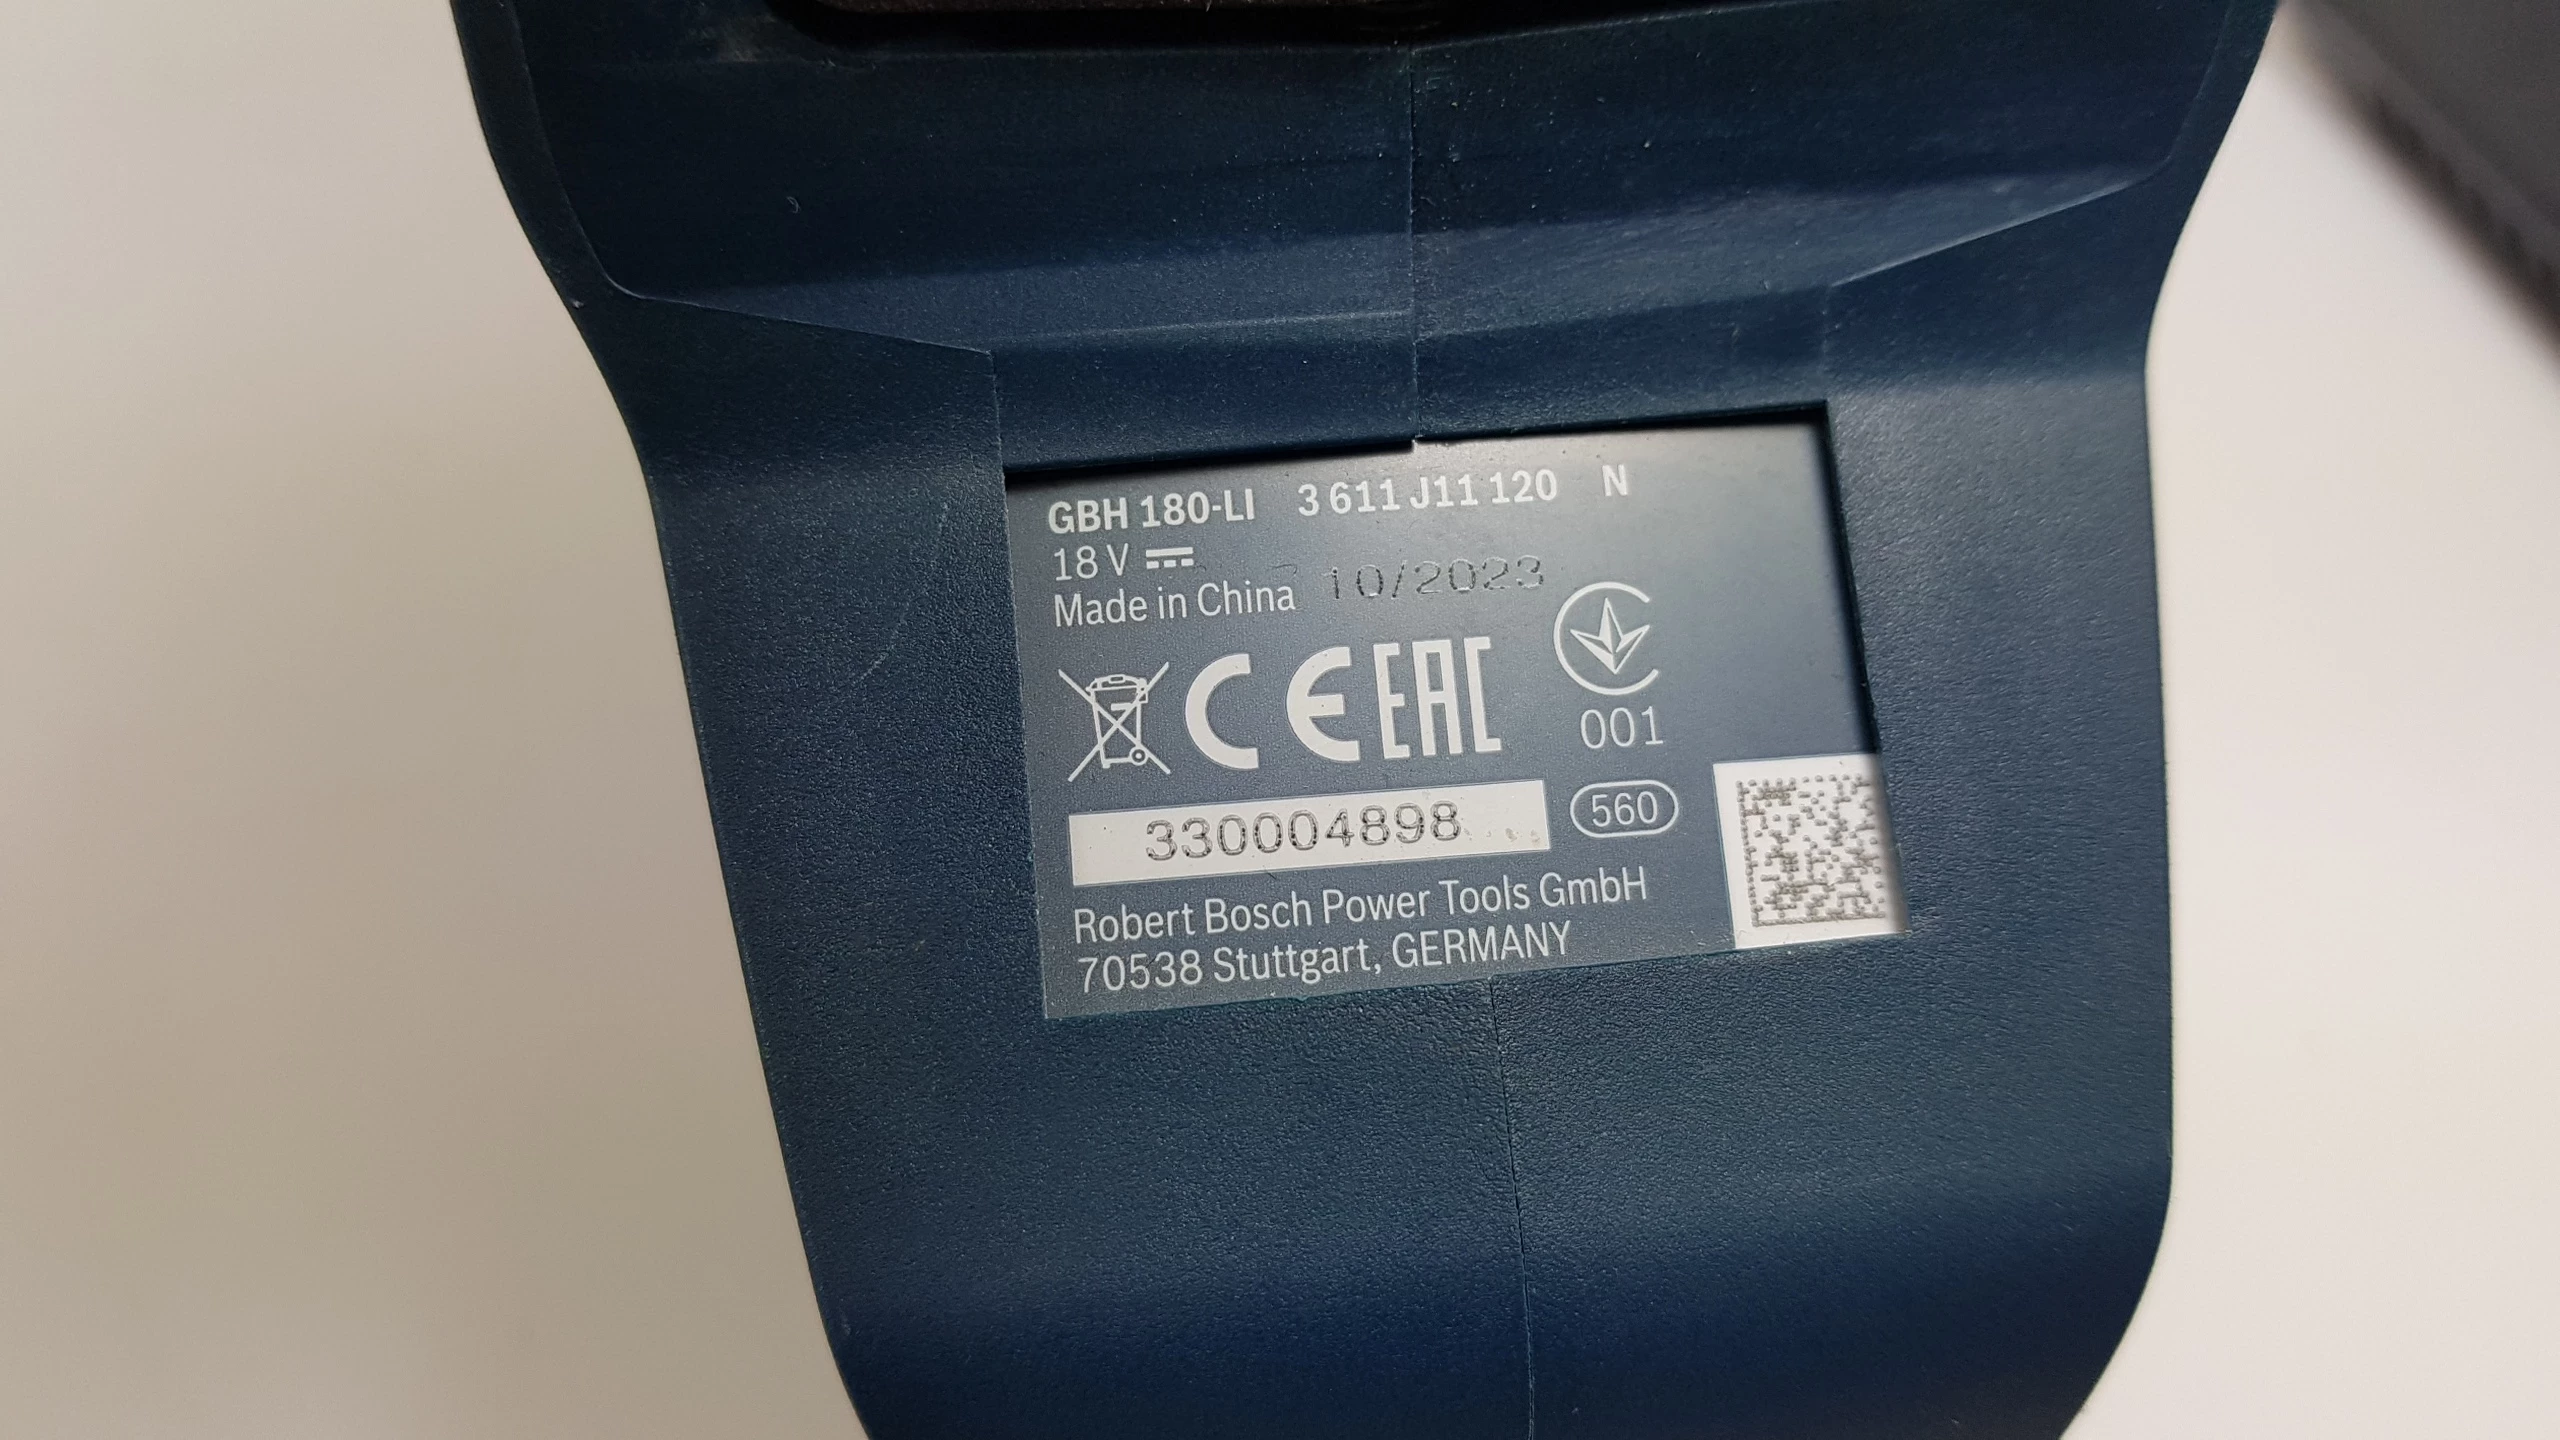 GBH 180-LI 3 611 J11 120 N
18 V
Made in China 10/2023
CE EAC
001
330004898 560
Robert Bosch Power Tools GmbH
70538 Stuttgart, GERMANY